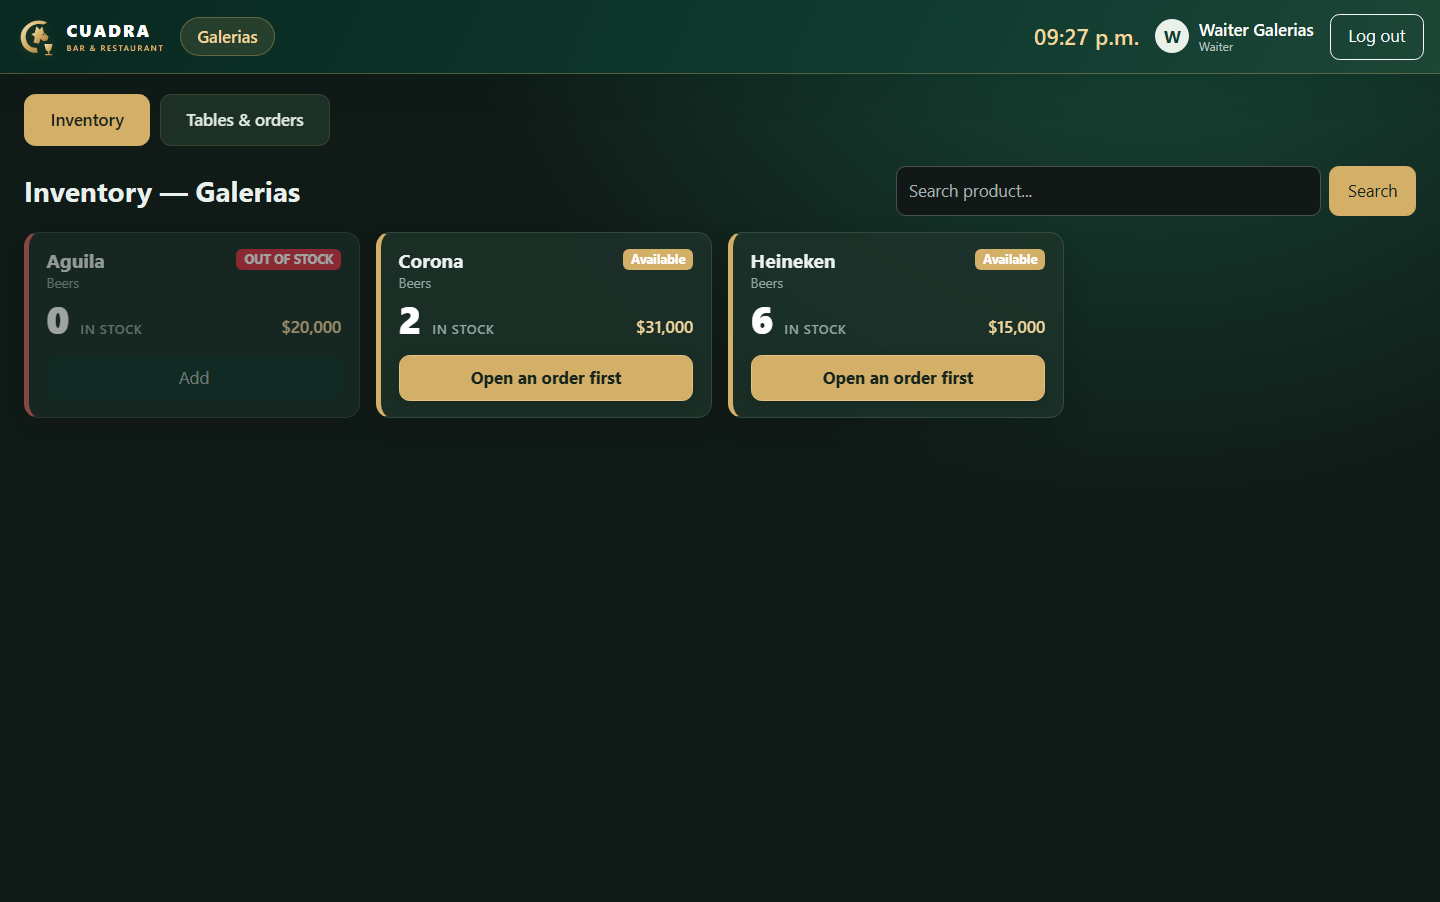 CUADRA
BAR & RESTAURANT
Galerias
09:27 p.m.
W
Waiter Galerias
Waiter
Log out
Inventory
Tables & orders
Inventory — Galerias
Search product...
Search
Aguila
OUT OF STOCK
Beers
0 IN STOCK
$20,000
Add
Corona
Available
Beers
2 IN STOCK
$31,000
Open an order first
Heineken
Available
Beers
6 IN STOCK
$15,000
Open an order first